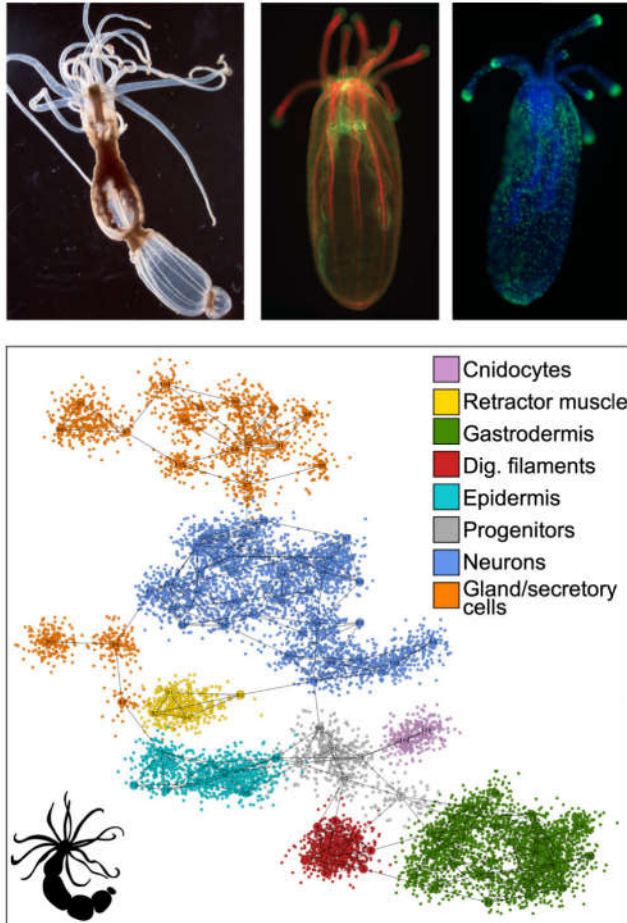 Cnidocytes
Retractor muscle
Gastrodermis
Dig. filaments
Epidermis
Progenitors
Neurons
Gland/secretory
cells